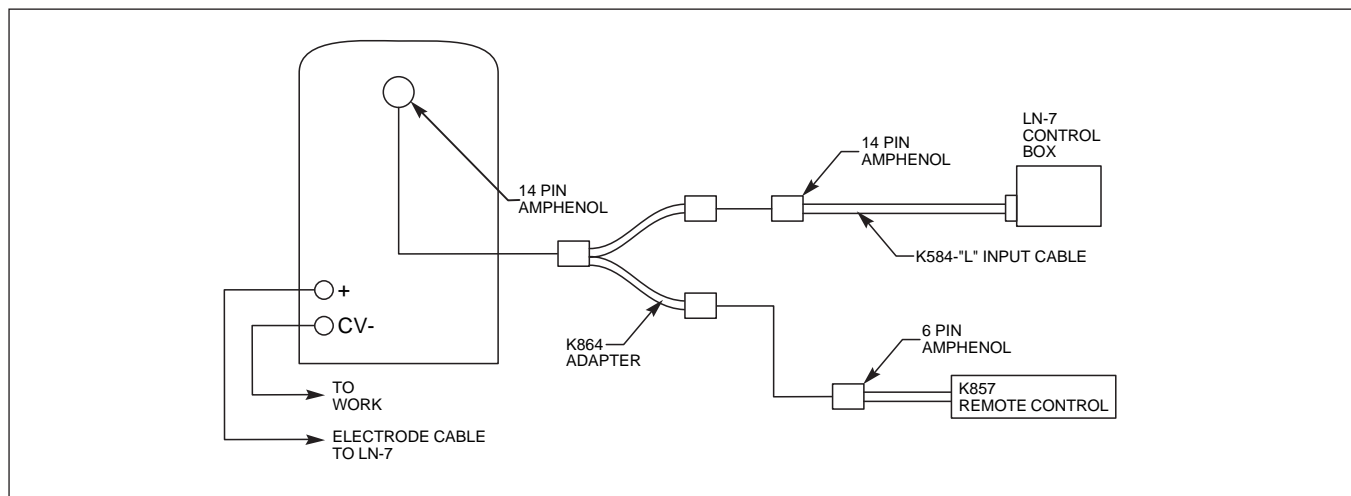 14 PIN
AMPHENOL
+
CV-
TO
WORK
ELECTRODE CABLE
TO LN-7
K864
ADAPTER
14 PIN
AMPHENOL
LN-7
CONTROL
BOX
K584-"L" INPUT CABLE
6 PIN
AMPHENOL
K857
REMOTE CONTROL